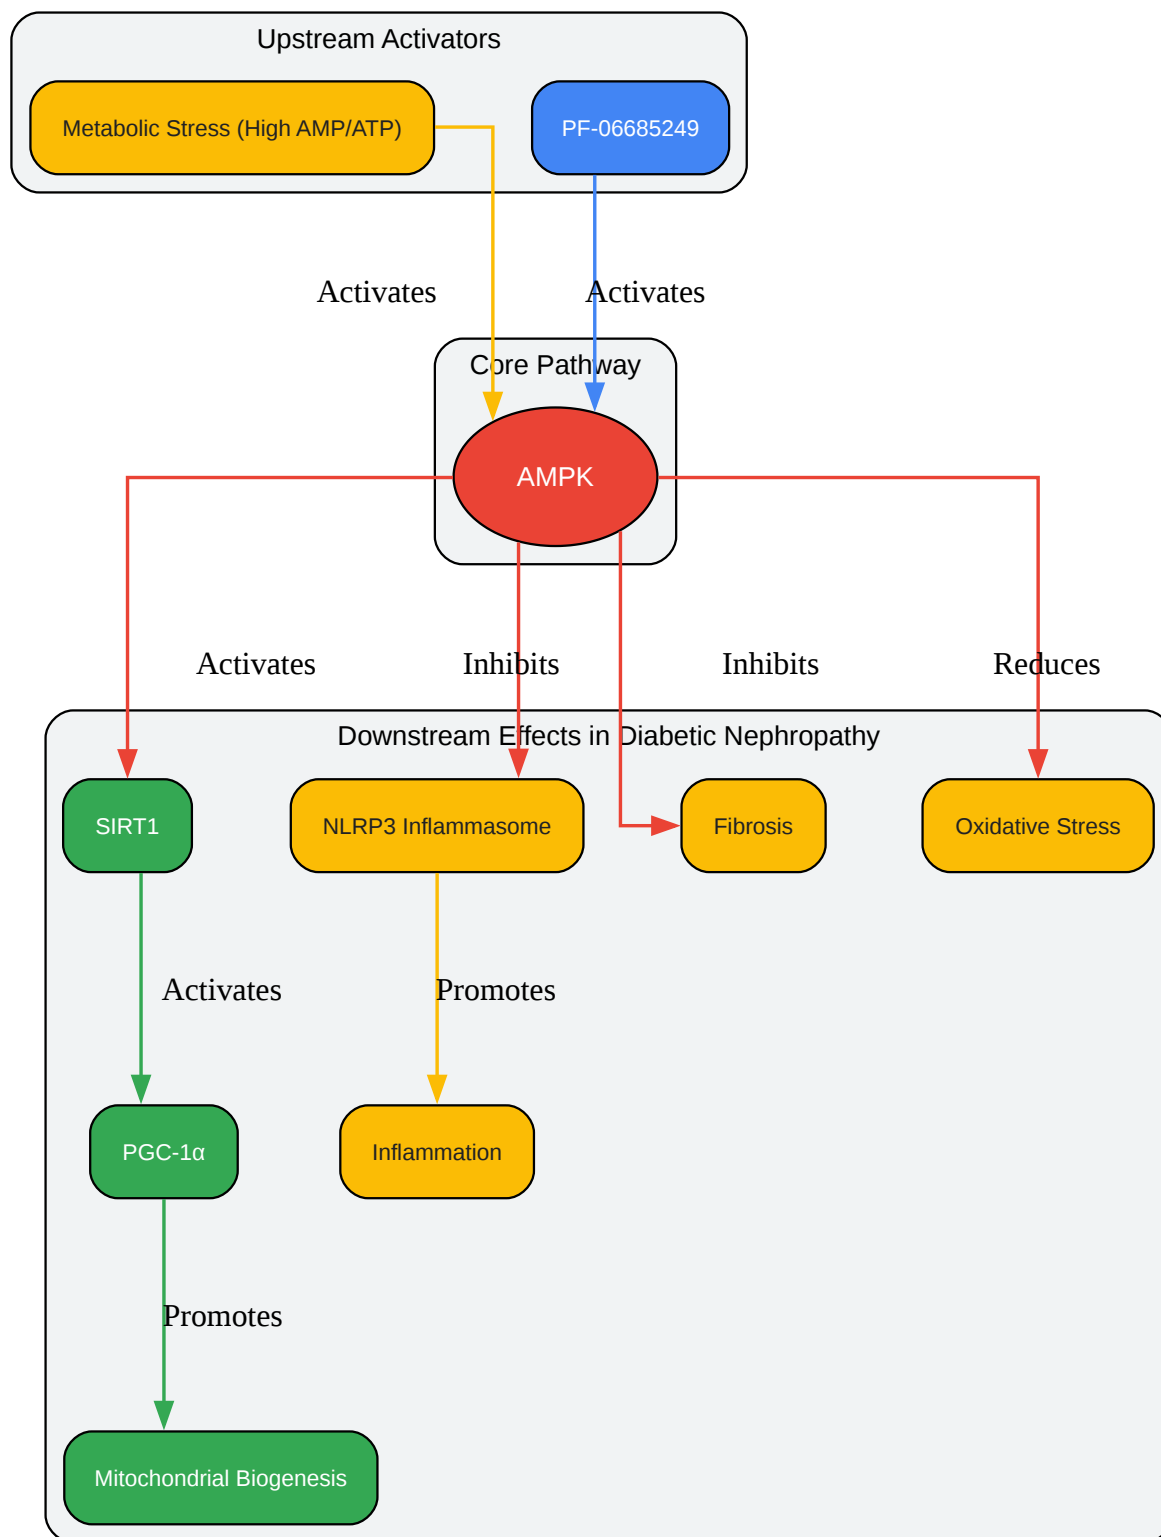 Upstream Activators
Metabolic Stress (High AMP/ATP)
PF-06685249
Activates
Activates
Core Pathway
AMPK
Activates
Inhibits
Inhibits
Reduces
Downstream Effects in Diabetic Nephropathy
SIRT1
NLRP3 Inflammasome
Fibrosis
Oxidative Stress
Activates
Promotes
PGC-1α
Inflammation
Promotes
Mitochondrial Biogenesis